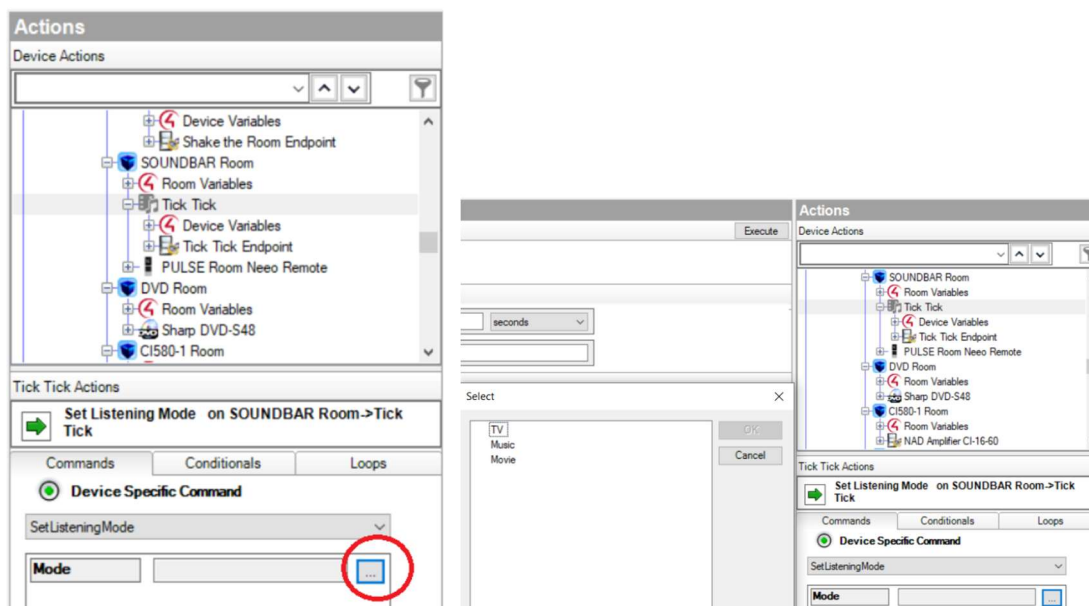 Actions
Device Actions
Device Variables
Shake the Room Endpoint
SOUNDBAR Room
Room Variables
Tick Tick
Device Variables
Tick Tick Endpoint
PULSE Room Neeo Remote
DVD Room
Room Variables
Sharp DVD-S48
CI580-1 Room
Tick Tick Actions
Set Listening Mode on SOUNDBAR Room->Tick
Tick
Commands Conditionals Loops
Device Specific Command
SetListeningMode
Mode ...
Execute
seconds
Select
TV
Music
Movie
OK
Cancel
Actions
Device Actions
SOUNDBAR Room
Room Variables
Tick Tick
Device Variables
Tick Tick Endpoint
PULSE Room Neeo Remote
DVD Room
Room Variables
Sharp DVD-S48
CI580-1 Room
Room Variables
NAD Amplifier CI-16-60
Tick Tick Actions
Set Listening Mode on SOUNDBAR Room->Tick
Tick
Commands Conditionals Loops
Device Specific Command
SetListeningMode
Mode ...